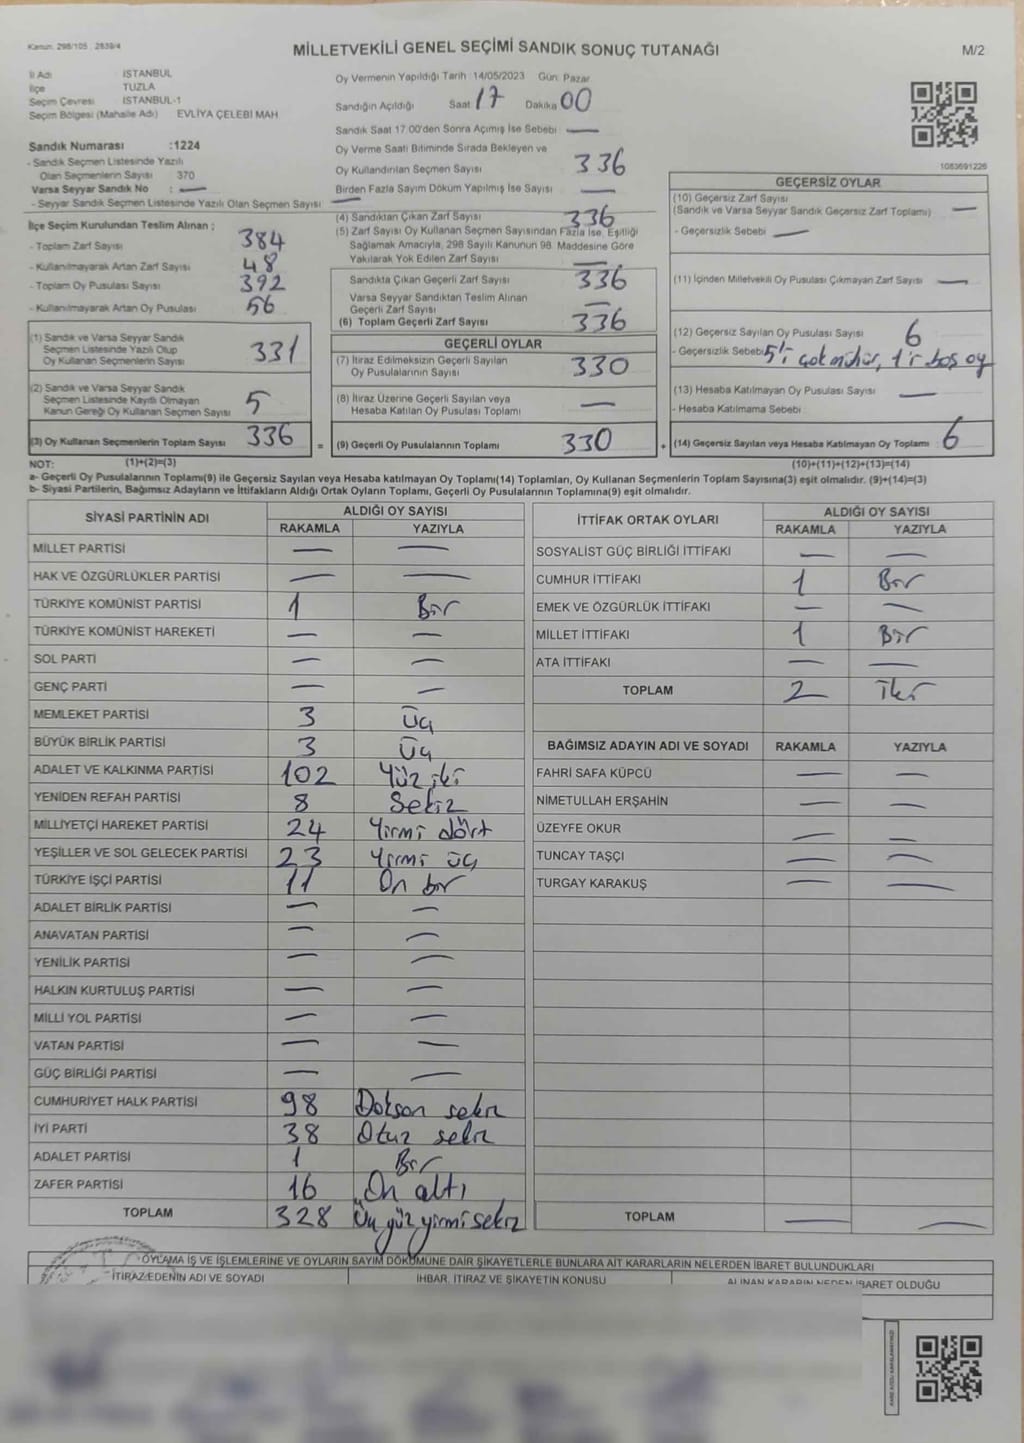 Kanun: 298/105 , 2839/4
MİLLETVEKİLİ GENEL SEÇİMİ SANDIK SONUÇ TUTANAĞI
M/2
İl Adı İSTANBUL
İlçe TUZLA
Seçim Çevresi İSTANBUL-1
Seçim Bölgesi (Mahalle Adı) EVLİYA ÇELEBİ MAH
Sandık Numarası :1224
- Sandık Seçmen Listesinde Yazılı
Olan Seçmenlerin Sayısı 370
Varsa Seyyar Sandık No : —
- Seyyar Sandık Seçmen Listesinde Yazılı Olan Seçmen Sayısı —
Oy Vermenin Yapıldığı Tarih :14/05/2023 Gün: Pazar
Sandığın Açıldığı Saat 17 Dakika 00
Sandık Saat 17.00'den Sonra Açımış İse Sebebi —
Oy Verme Saati Bitiminde Sırada Bekleyen ve
Oy Kullandırılan Seçmen Sayısı 336
Birden Fazla Sayım Döküm Yapılmış İse Sayısı —
1083691226
İlçe Seçim Kurulundan Teslim Alınan ;
- Toplam Zarf Sayısı 384
- Kullanılmayarak Artan Zarf Sayısı 48
- Toplam Oy Pusulası Sayısı 392
- Kullanılmayarak Artan Oy Pusulası 56
(1) Sandık ve Varsa Seyyar Sandık
Seçmen Listesinde Yazılı Olup
Oy Kullanan Seçmenlerin Sayısı 331
(2) Sandık ve Varsa Seyyar Sandık
Seçmen Listesinde Kayıtlı Olmayan
Kanun Gereği Oy Kullanan Seçmen Sayısı 5
(3) Oy Kullanan Seçmenlerin Toplam Sayısı 336
(4) Sandıktan Çıkan Zarf Sayısı 336
(5) Zarf Sayısı Oy Kullanan Seçmen Sayısından Fazla İse, Eşitliği
Sağlamak Amacıyla, 298 Sayılı Kanunun 98. Maddesine Göre
Yakılarak Yok Edilen Zarf Sayısı —
Sandıkta Çıkan Geçerli Zarf Sayısı 336
Varsa Seyyar Sandıktan Teslim Alınan
Geçerli Zarf Sayısı —
(6) Toplam Geçerli Zarf Sayısı 336
GEÇERLİ OYLAR
(7) İtiraz Edilmeksizin Geçerli Sayılan
Oy Pusulalarının Sayısı 330
(8) İtiraz Üzerine Geçerli Sayılan veya
Hesaba Katılan Oy Pusulası Toplamı —
= (9) Geçerli Oy Pusulalarının Toplamı 330
GEÇERSİZ OYLAR
(10) Geçersiz Zarf Sayısı
(Sandık ve Varsa Seyyar Sandık Geçersiz Zarf Toplamı) —
- Geçersizlik Sebebi —
(11) İçinden Milletvekili Oy Pusulası Çıkmayan Zarf Sayısı —
(12) Geçersiz Sayılan Oy Pusulası Sayısı 6
- Geçersizlik Sebebi 5'i çok mühür, 1'i boş oy
(13) Hesaba Katılmayan Oy Pusulası Sayısı —
- Hesaba Katılmama Sebebi
+ (14) Geçersiz Sayılan veya Hesaba Katılmayan Oy Toplamı 6
NOT: (1)+(2)=(3)
(10)+(11)+(12)+(13)=(14)
a- Geçerli Oy Pusulalarının Toplamı(9) ile Geçersiz Sayılan veya Hesaba katılmayan Oy Toplamı(14) Toplamları, Oy Kullanan Seçmenlerin Toplam Sayısına(3) eşit olmalıdır. (9)+(14)=(3)
b- Siyasi Partilerin, Bağımsız Adayların ve İttifakların Aldığı Ortak Oyların Toplamı, Geçerli Oy Pusulalarının Toplamına(9) eşit olmalıdır.
SİYASİ PARTİNİN ADI ALDIĞI OY SAYISI
RAKAMLA YAZIYLA
MİLLET PARTİSİ — —
HAK VE ÖZGÜRLÜKLER PARTİSİ — —
TÜRKİYE KOMÜNİST PARTİSİ 1 Bir
TÜRKİYE KOMÜNİST HAREKETİ — —
SOL PARTİ — —
GENÇ PARTİ — —
MEMLEKET PARTİSİ 3 Üç
BÜYÜK BİRLİK PARTİSİ 3 Üç
ADALET VE KALKINMA PARTİSİ 102 Yüz iki
YENİDEN REFAH PARTİSİ 8 Sekiz
MİLLİYETÇİ HAREKET PARTİSİ 24 Yirmi dört
YEŞİLLER VE SOL GELECEK PARTİSİ 23 Yirmi üç
TÜRKİYE İŞÇİ PARTİSİ 11 On bir
ADALET BİRLİK PARTİSİ — —
ANAVATAN PARTİSİ — —
YENİLİK PARTİSİ — —
HALKIN KURTULUŞ PARTİSİ — —
MİLLİ YOL PARTİSİ — —
VATAN PARTİSİ — —
GÜÇ BİRLİĞİ PARTİSİ — —
CUMHURİYET HALK PARTİSİ 98 Doksan sekiz
İYİ PARTİ 38 Otuz sekiz
ADALET PARTİSİ 1 Bir
ZAFER PARTİSİ 16 On altı
TOPLAM 328 Üç yüz yirmi sekiz
İTTİFAK ORTAK OYLARI ALDIĞI OY SAYISI
RAKAMLA YAZIYLA
SOSYALİST GÜÇ BİRLİĞİ İTTİFAKI — —
CUMHUR İTTİFAKI 1 Bir
EMEK VE ÖZGÜRLÜK İTTİFAKI — —
MİLLET İTTİFAKI 1 Bir
ATA İTTİFAKI — —
TOPLAM 2 İki
BAĞIMSIZ ADAYIN ADI VE SOYADI RAKAMLA YAZIYLA
FAHRİ SAFA KÜPCÜ — —
NİMETULLAH ERŞAHİN — —
ÜZEYFE OKUR — —
TUNCAY TAŞÇI — —
TURGAY KARAKUŞ — —
TOPLAM — —
OYLAMA İŞ VE İŞLEMLERİNE VE OYLARIN SAYIM DÖKÜMÜNE DAİR ŞİKAYETLERLE BUNLARA AİT KARARLARIN NELERDEN İBARET BULUNDUKLARI
İTİRAZ EDENİN ADI VE SOYADI İHBAR, İTİRAZ VE ŞİKAYETİN KONUSU ALINAN KARARIN NEDEN İBARET OLDUĞU